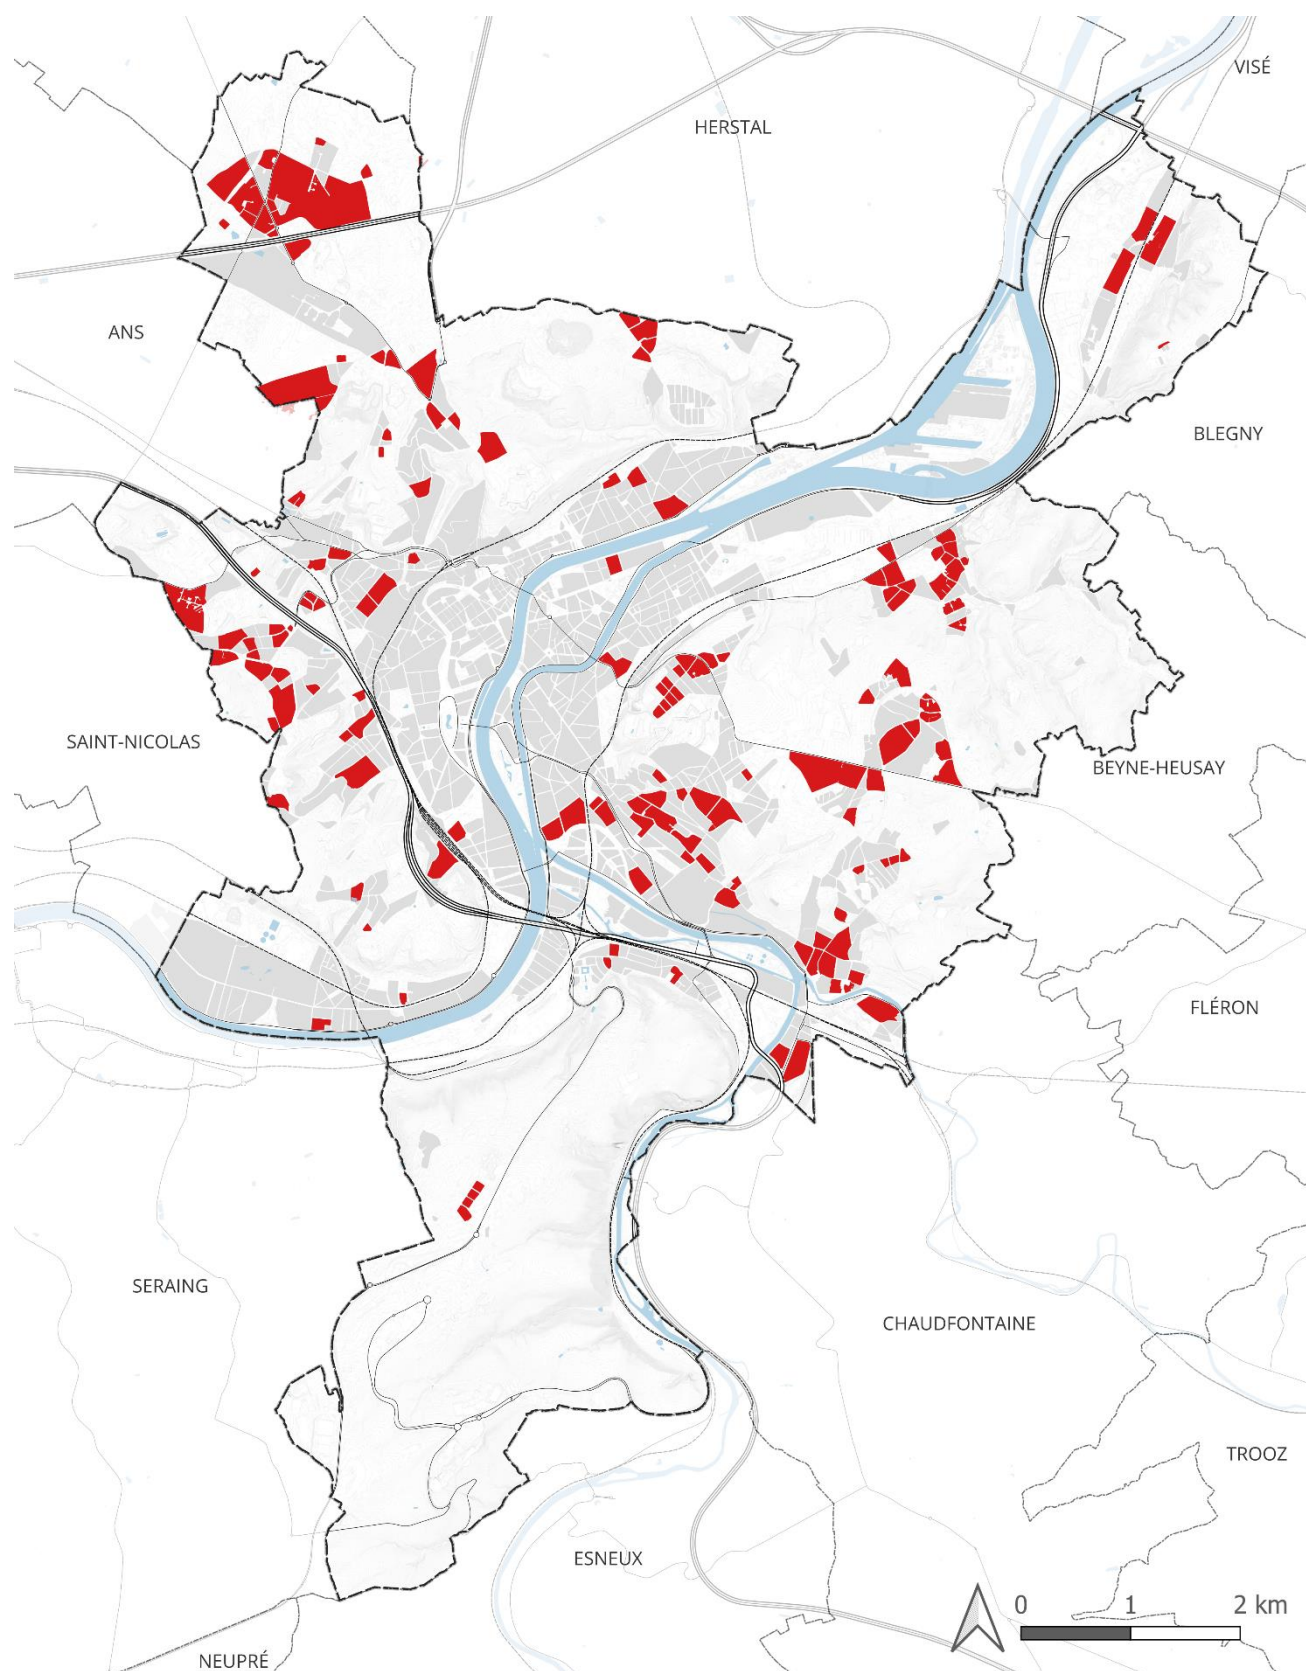 VISÉ
HERSTAL
ANS
BLEGNY
SAINT-NICOLAS
BEYNE-HEUSAY
FLÉRON
SERAING
CHAUDFONTAINE
TROOZ
ESNEUX
0 1 2 km
NEUPRÉ